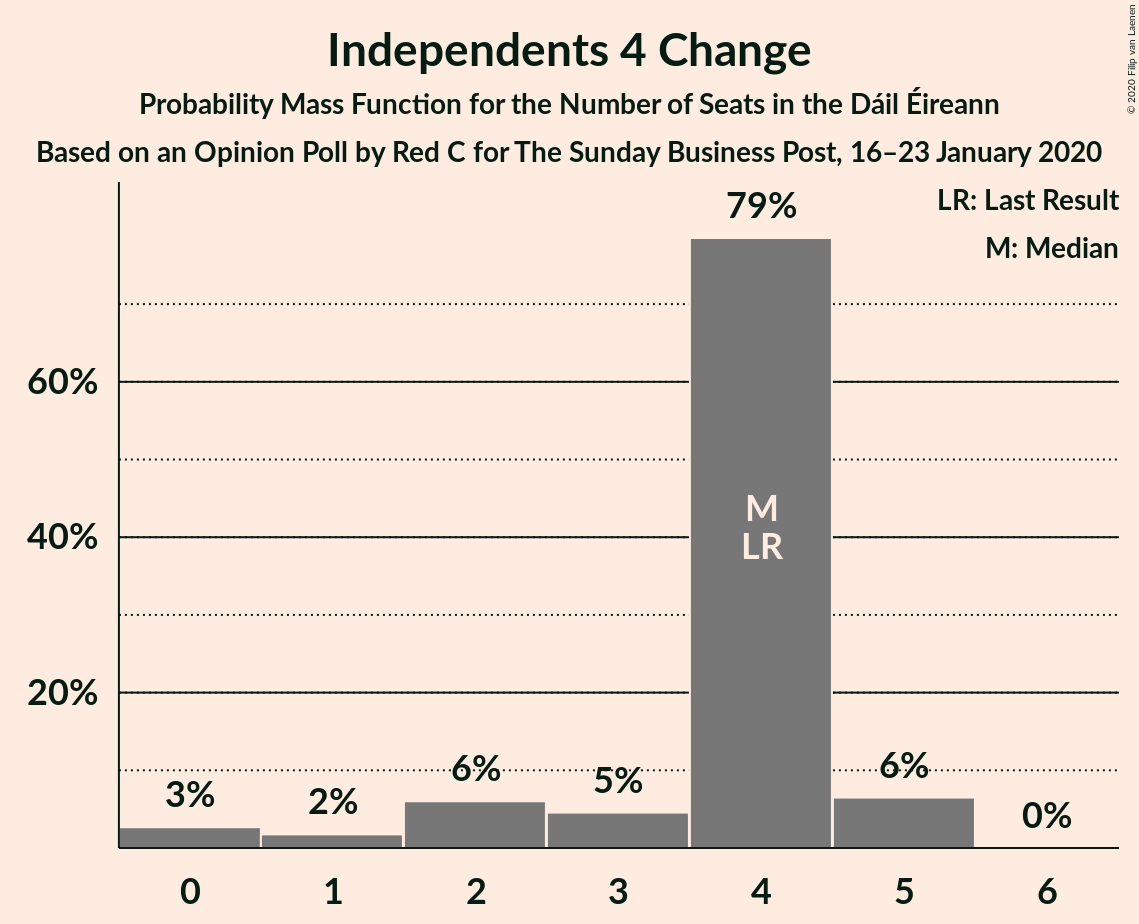 Independents 4 Change
Probability Mass Function for the Number of Seats in the Dáil Éireann
Based on an Opinion Poll by Red C for The Sunday Business Post, 16–23 January 2020
© 2020 Filip van Laenen
LR: Last Result
M: Median
79%
60%
M
40%
LR
20%
3%
2%
6%
5%
6%
0%
0 1 2 3 4 5 6